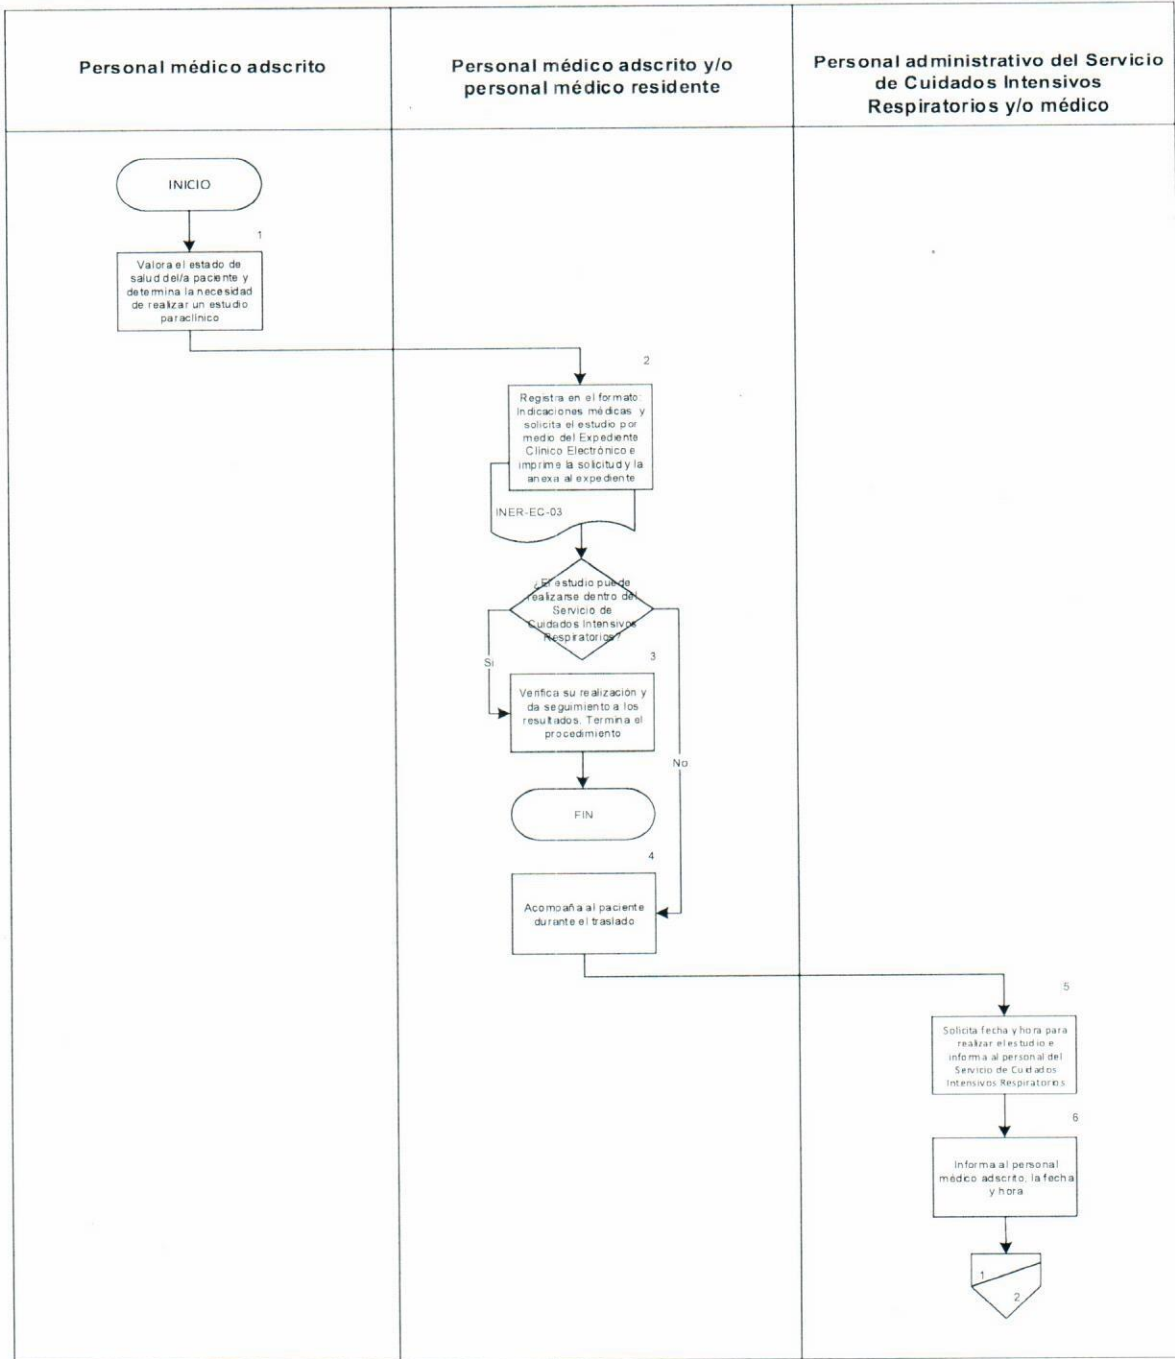 Personal médico adscrito
Personal médico adscrito y/o
personal médico residente
Personal administrativo del Servicio
de Cuidados Intensivos
Respiratorios y/o médico
INICIO
1
Valora el estado de
salud del/a paciente y
determina la necesidad
de realizar un estudio
paraclínico
2
Registra en el formato:
Indicaciones médicas y
solicita el estudio por
medio del Expediente
Clínico Electrónico e
imprime la solicitud y la
anexa al expediente
INER-EC-03
¿El estudio puede
realizarse dentro del
Servicio de
Cuidados Intensivos
Respiratorios?
Si
3
Verifica su realización y
da seguimiento a los
resultados. Termina el
procedimiento
No
FIN
4
Acompaña al paciente
durante el traslado
5
Solicita fecha y hora para
realizar el estudio e
informa al personal del
Servicio de Cuidados
Intensivos Respiratorios
6
Informa al personal
médico adscrito, la fecha
y hora
1
2